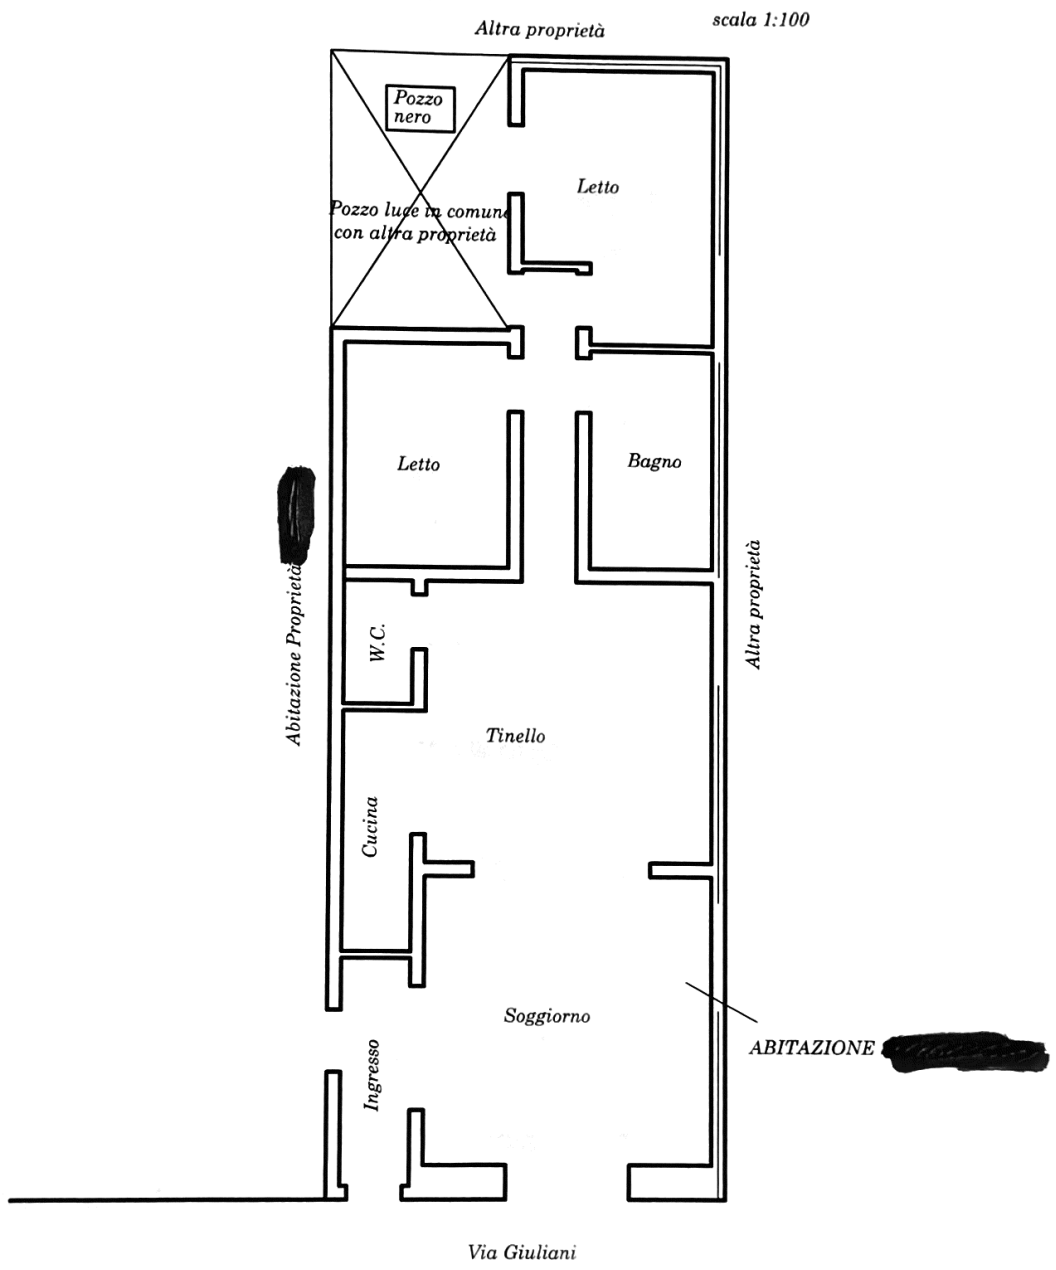 Altra proprietà
scala 1:100
Pozzo
nero
Letto
Pozzo luce in comune
con altra proprietà
Letto
Bagno
Abitazione Proprietà
Altra proprietà
W.C.
Tinello
Cucina
Soggiorno
ABITAZIONE
Ingresso
Via Giuliani